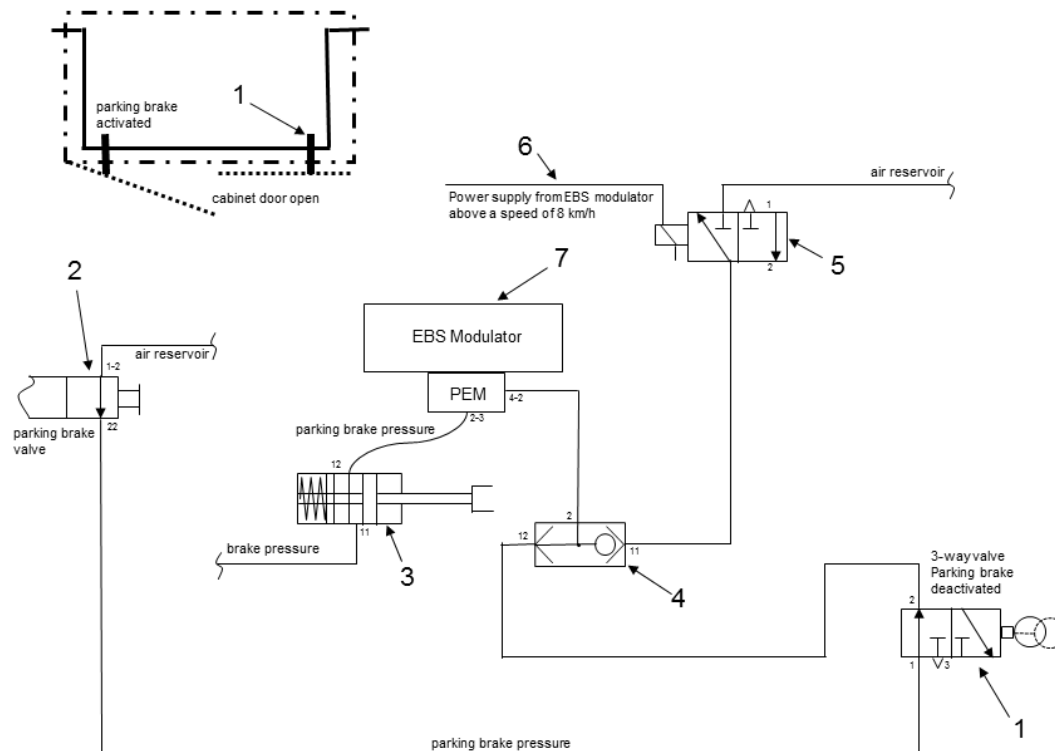 parking brake
activated
1
cabinet door open
6
Power supply from EBS modulator
above a speed of 8 km/h
air reservoir
1
2
5
7
EBS Modulator
PEM
4-2
2-3
2
air reservoir
1-2
22
parking brake
valve
parking brake pressure
12
11
3
brake pressure
2
12
11
4
3-way valve
Parking brake
deactivated
2
1
3
1
parking brake pressure